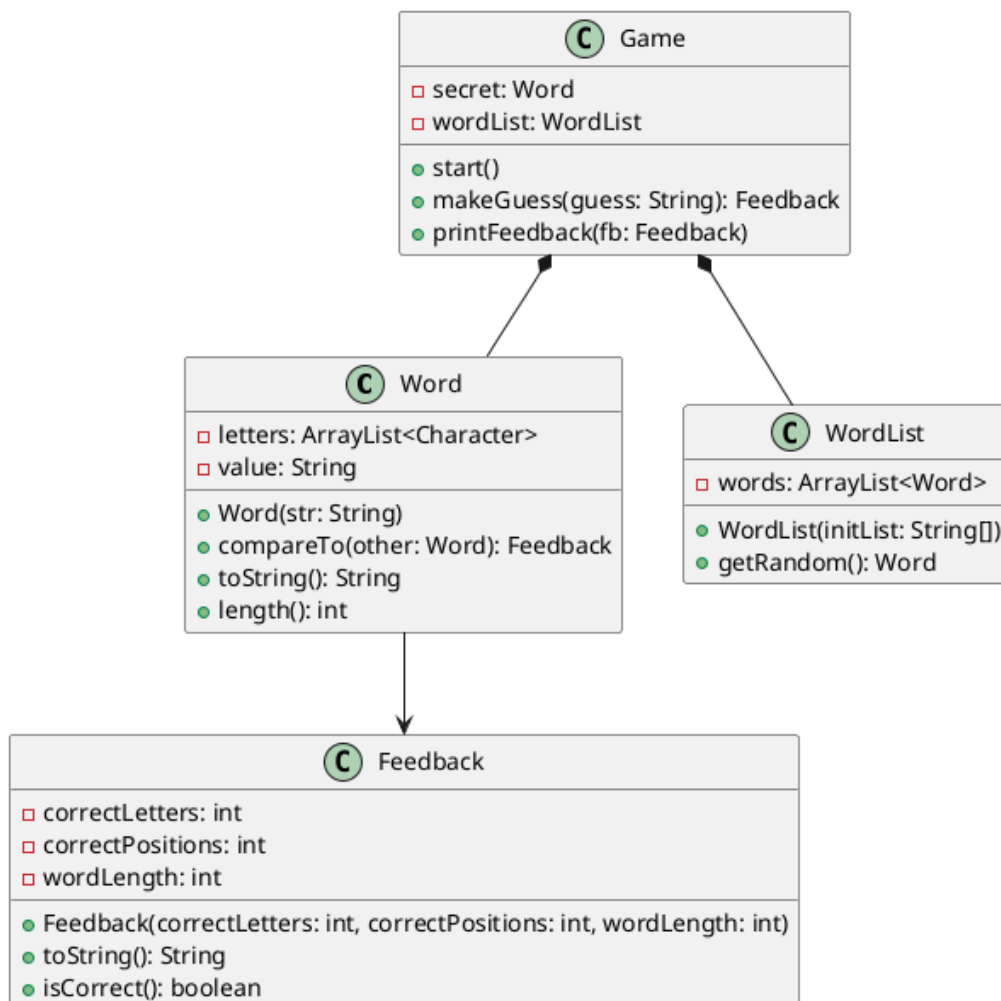 C Game
secret: Word
wordList: WordList
start()
makeGuess(guess: String): Feedback
printFeedback(fb: Feedback)
C Word
letters: ArrayList<Character>
value: String
Word(str: String)
compareTo(other: Word): Feedback
toString(): String
length(): int
C WordList
words: ArrayList<Word>
WordList(initList: String[])
getRandom(): Word
C Feedback
correctLetters: int
correctPositions: int
wordLength: int
Feedback(correctLetters: int, correctPositions: int, wordLength: int)
toString(): String
isCorrect(): boolean